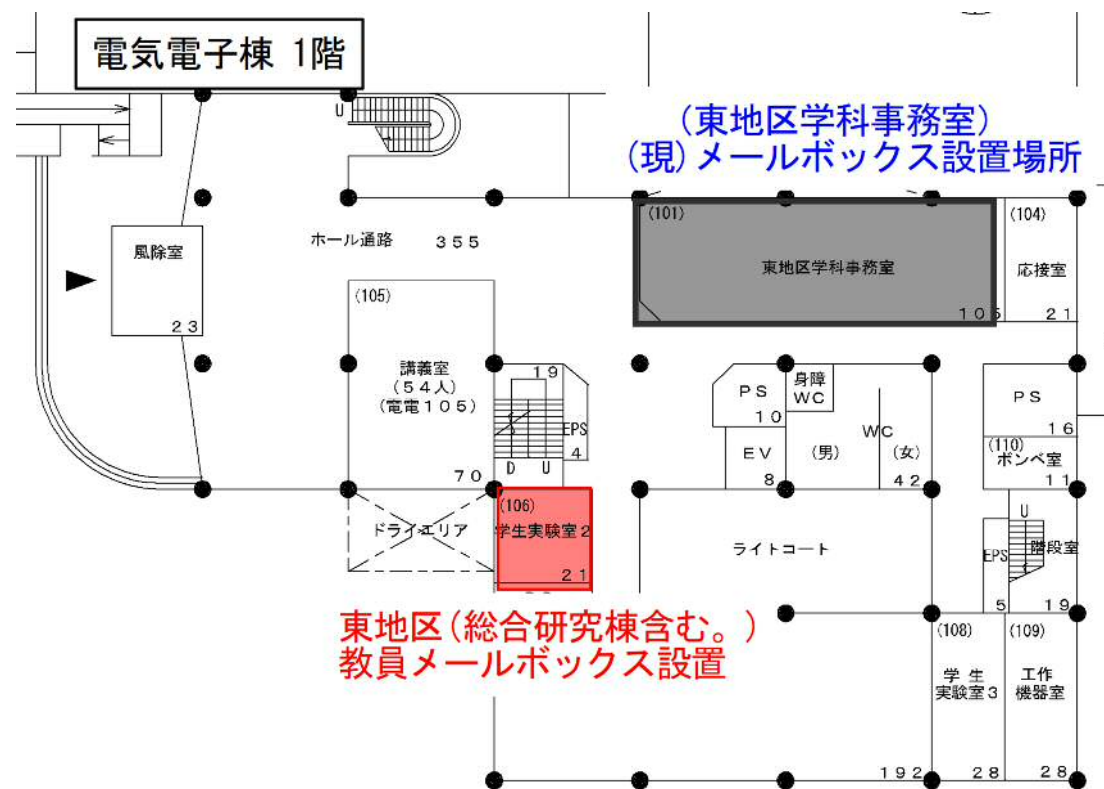 電気電子棟 1階
U
(東地区学科事務室)
(現)メールボックス設置場所
(101)
東地区学科事務室
105
(104)
応接室
21
風除室
23
ホール通路 355
(105)
講義室
(54人)
(電電105)
70
19
EPS
4
D U
PS
10
身障
WC
WC
EV
8
(男)
(女)
42
PS
16
(110)
ボンベ室
11
(106)
学生実験室2
21
ドライエリア
ライトコート
U
EPS
階段室
5
19
東地区(総合研究棟含む。)
教員メールボックス設置
(108)
学生
実験室3
28
(109)
工作
機器室
28
192